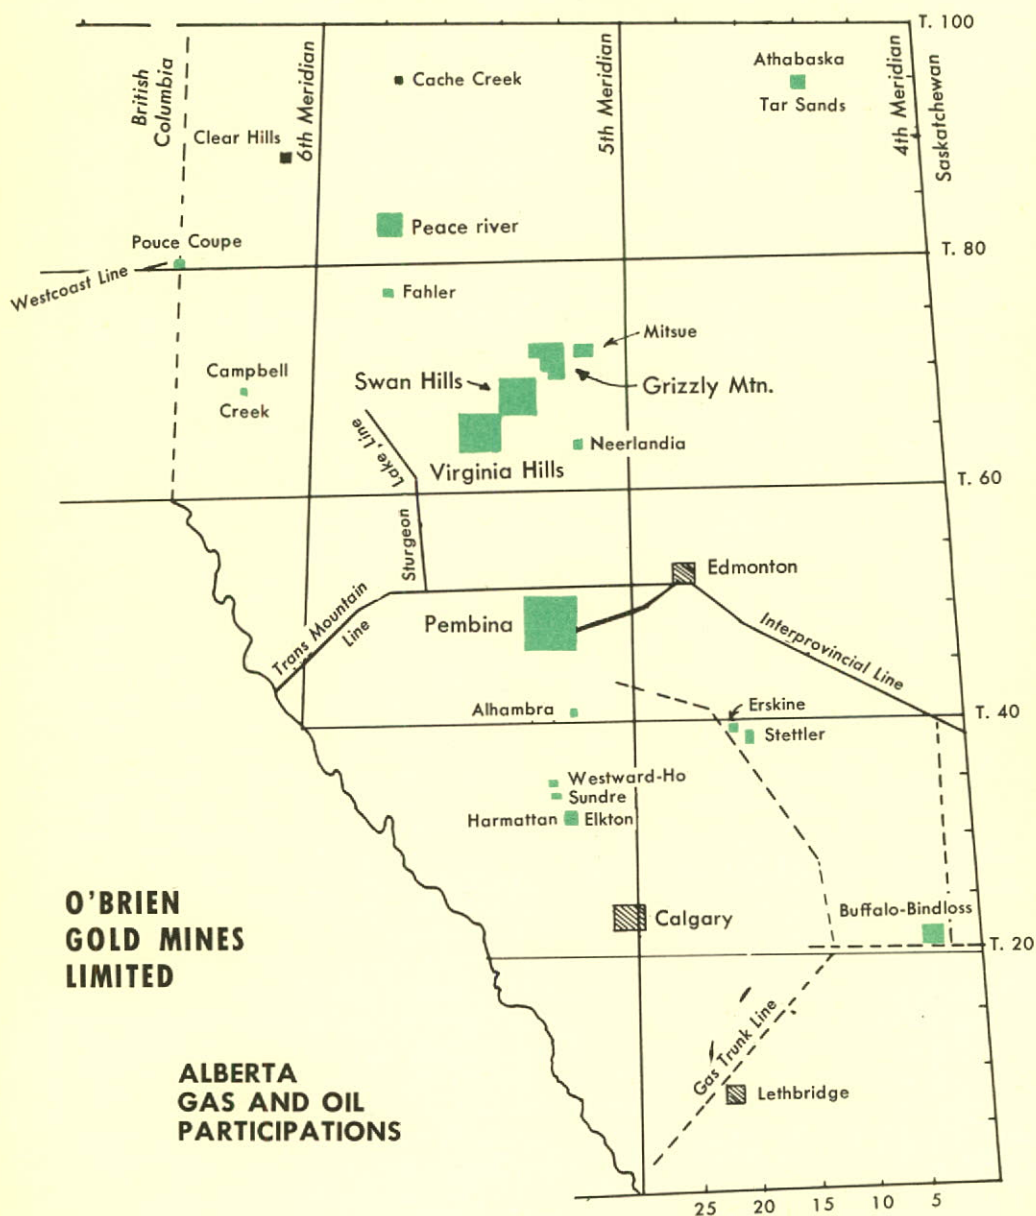 T. 100
British
Columbia
6th Meridian
Cache Creek
5th Meridian
Athabaska
Tar Sands
4th Meridian
Saskatchewan
Clear Hills
Peace river
Pouce Coupe
T. 80
Westcoast Line
Fahler
Mitsue
Campbell
Creek
Swan Hills
Grizzly Mtn.
Lake, Line
Neerlandia
Virginia Hills
T. 60
Sturgeon
Edmonton
Trans Mountain
Line
Pembina
Interprovincial Line
Alhambra
Erskine
T. 40
Stettler
Westward-Ho
Sundre
Harmattan
Elkton
O'BRIEN
GOLD MINES
LIMITED
Calgary
Buffalo-Bindloss
T. 20
Gas Trunk Line
ALBERTA
GAS AND OIL
PARTICIPATIONS
Lethbridge
25 20 15 10 5